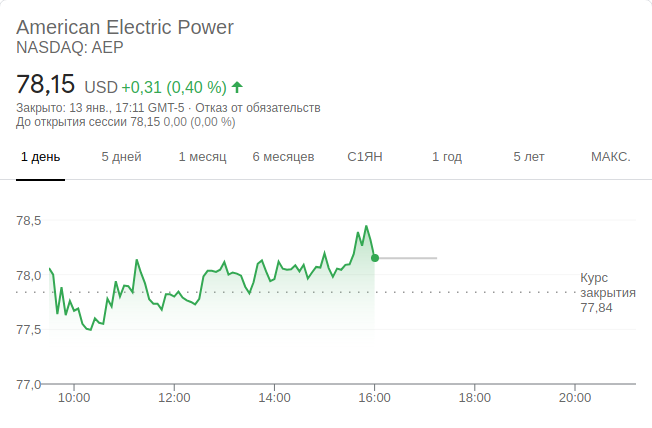 American Electric Power
NASDAQ: AEP
78,15 USD +0,31 (0,40 %)
Закрыто: 13 янв., 17:11 GMT-5 · Отказ от обязательств
До открытия сессии 78,15 0,00 (0,00 %)
1 день 5 дней 1 месяц 6 месяцев С1ЯН 1 год 5 лет МАКС.
78,5
78,0
Курс
закрытия
77,84
77,5
77,0
10:00 12:00 14:00 16:00 18:00 20:00